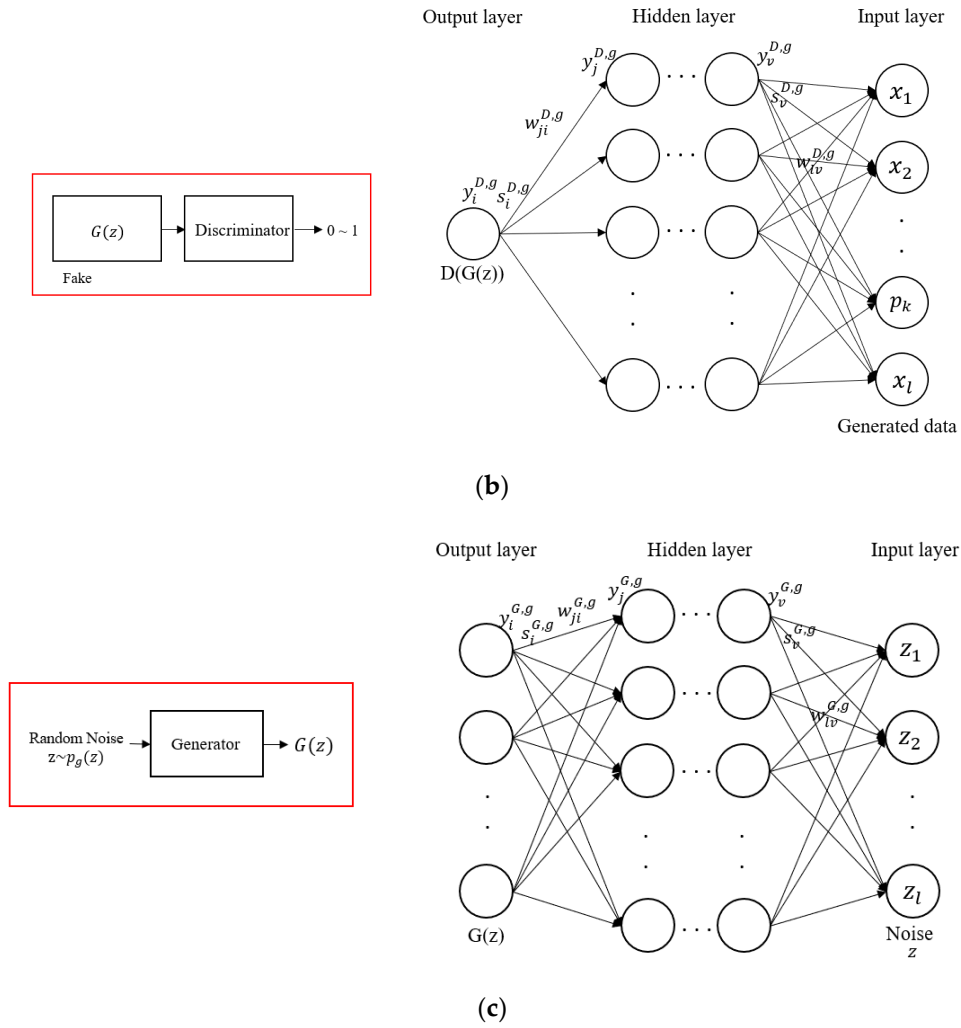 Output layer Hidden layer Input layer
y_j^{D,g} y_v^{D,g}
s_v^{D,g} x_1
w_{ji}^{D,g}
w_{lv}^{D,g} x_2
y_i^{D,g} s_i^{D,g}
G(z) Discriminator 0 ~ 1
Fake
D(G(z))
p_k
x_l
Generated data
(b)
Output layer Hidden layer Input layer
y_i^{G,g} w_{ji}^{G,g} y_j^{G,g} y_v^{G,g}
s_i^{G,g} s_v^{G,g}
z_1
w_{lv}^{G,g}
Random Noise
z~p_g(z)
Generator G(z)
z_2
z_l
G(z) Noise
z
(c)